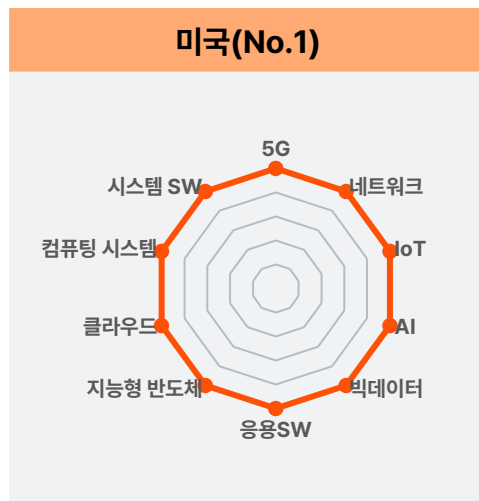 미국(No.1)
5G
시스템 SW
네트워크
컴퓨팅 시스템
IoT
클라우드
AI
지능형 반도체
빅데이터
응용SW